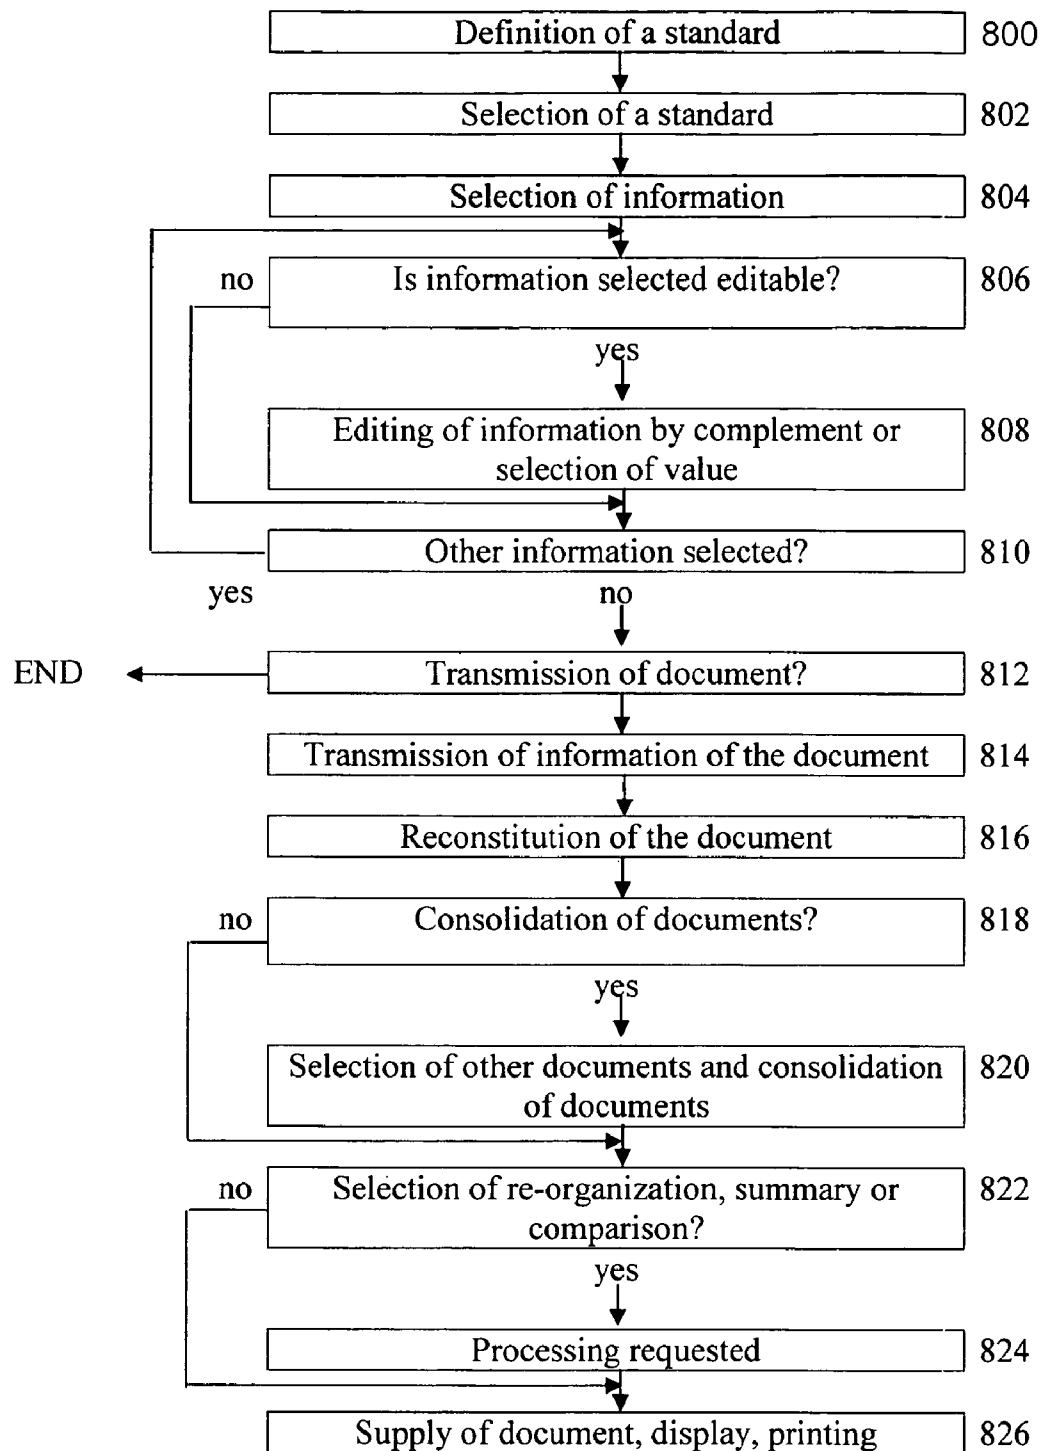 Definition of a standard 800
Selection of a standard 802
Selection of information 804
no Is information selected editable? 806
yes
Editing of information by complement or 808
selection of value
Other information selected? 810
yes no
END Transmission of document? 812
Transmission of information of the document 814
Reconstitution of the document 816
no Consolidation of documents? 818
yes
Selection of other documents and consolidation 820
of documents
no Selection of re-organization, summary or 822
comparison?
yes
Processing requested 824
Supply of document, display, printing 826